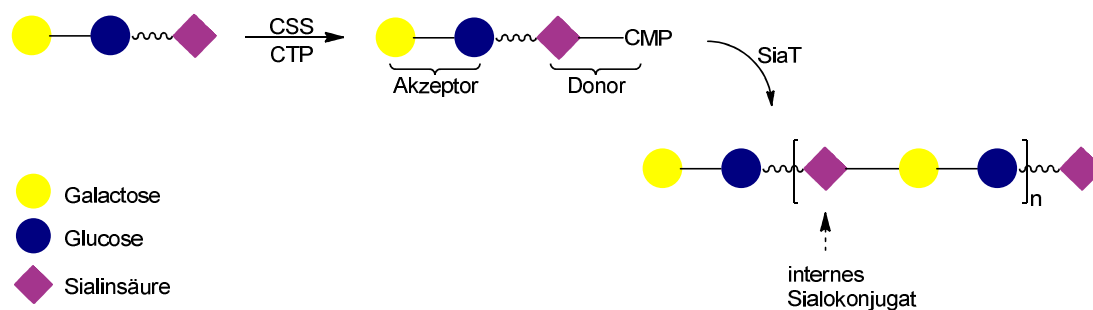 CSS
CTP
CMP
Akzeptor
Donor
SiaT
n
Galactose
Glucose
Sialinsäure
internes
Sialokonjugat